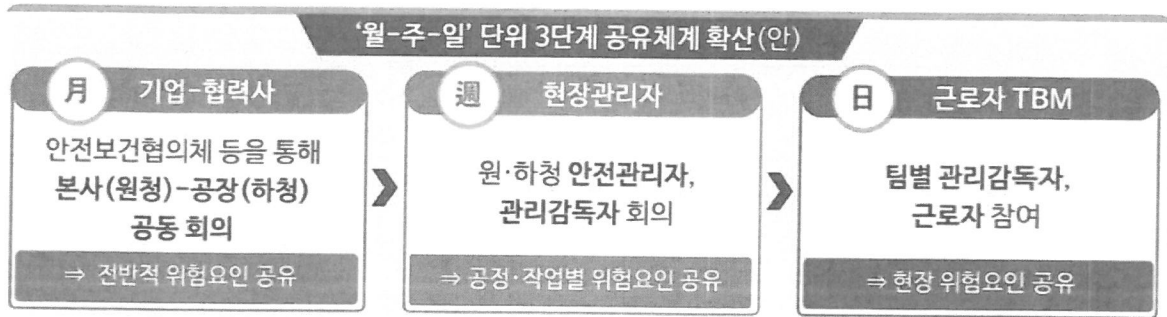 ‘월-주-일’ 단위 3단계 공유체계 확산(안)
月 기업-협력사
안전보건협의체 등을 통해
본사(원청)-공장(하청)
공동 회의
⇒ 전반적 위험요인 공유
週 현장관리자
원·하청 안전관리자,
관리감독자 회의
⇒ 공정·작업별 위험요인 공유
日 근로자 TBM
팀별 관리감독자,
근로자 참여
⇒ 현장 위험요인 공유